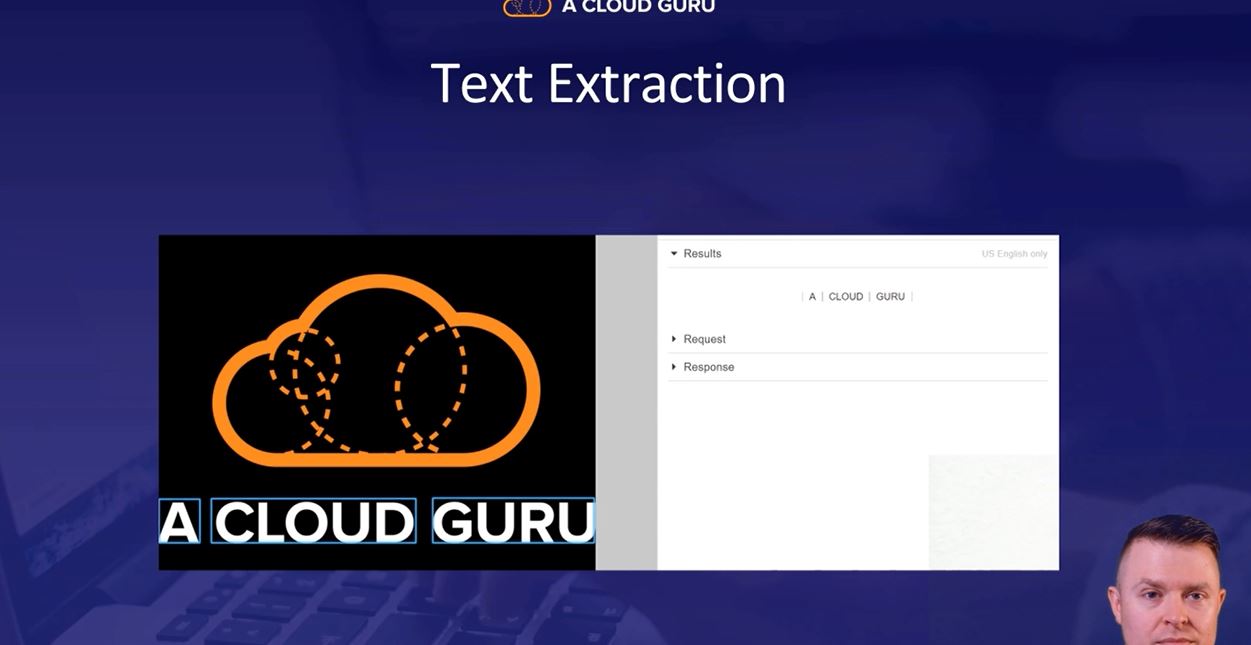 A CLOUD GURU
Text Extraction
A CLOUD GURU
Results US English only
| A | CLOUD | GURU |
Request
Response